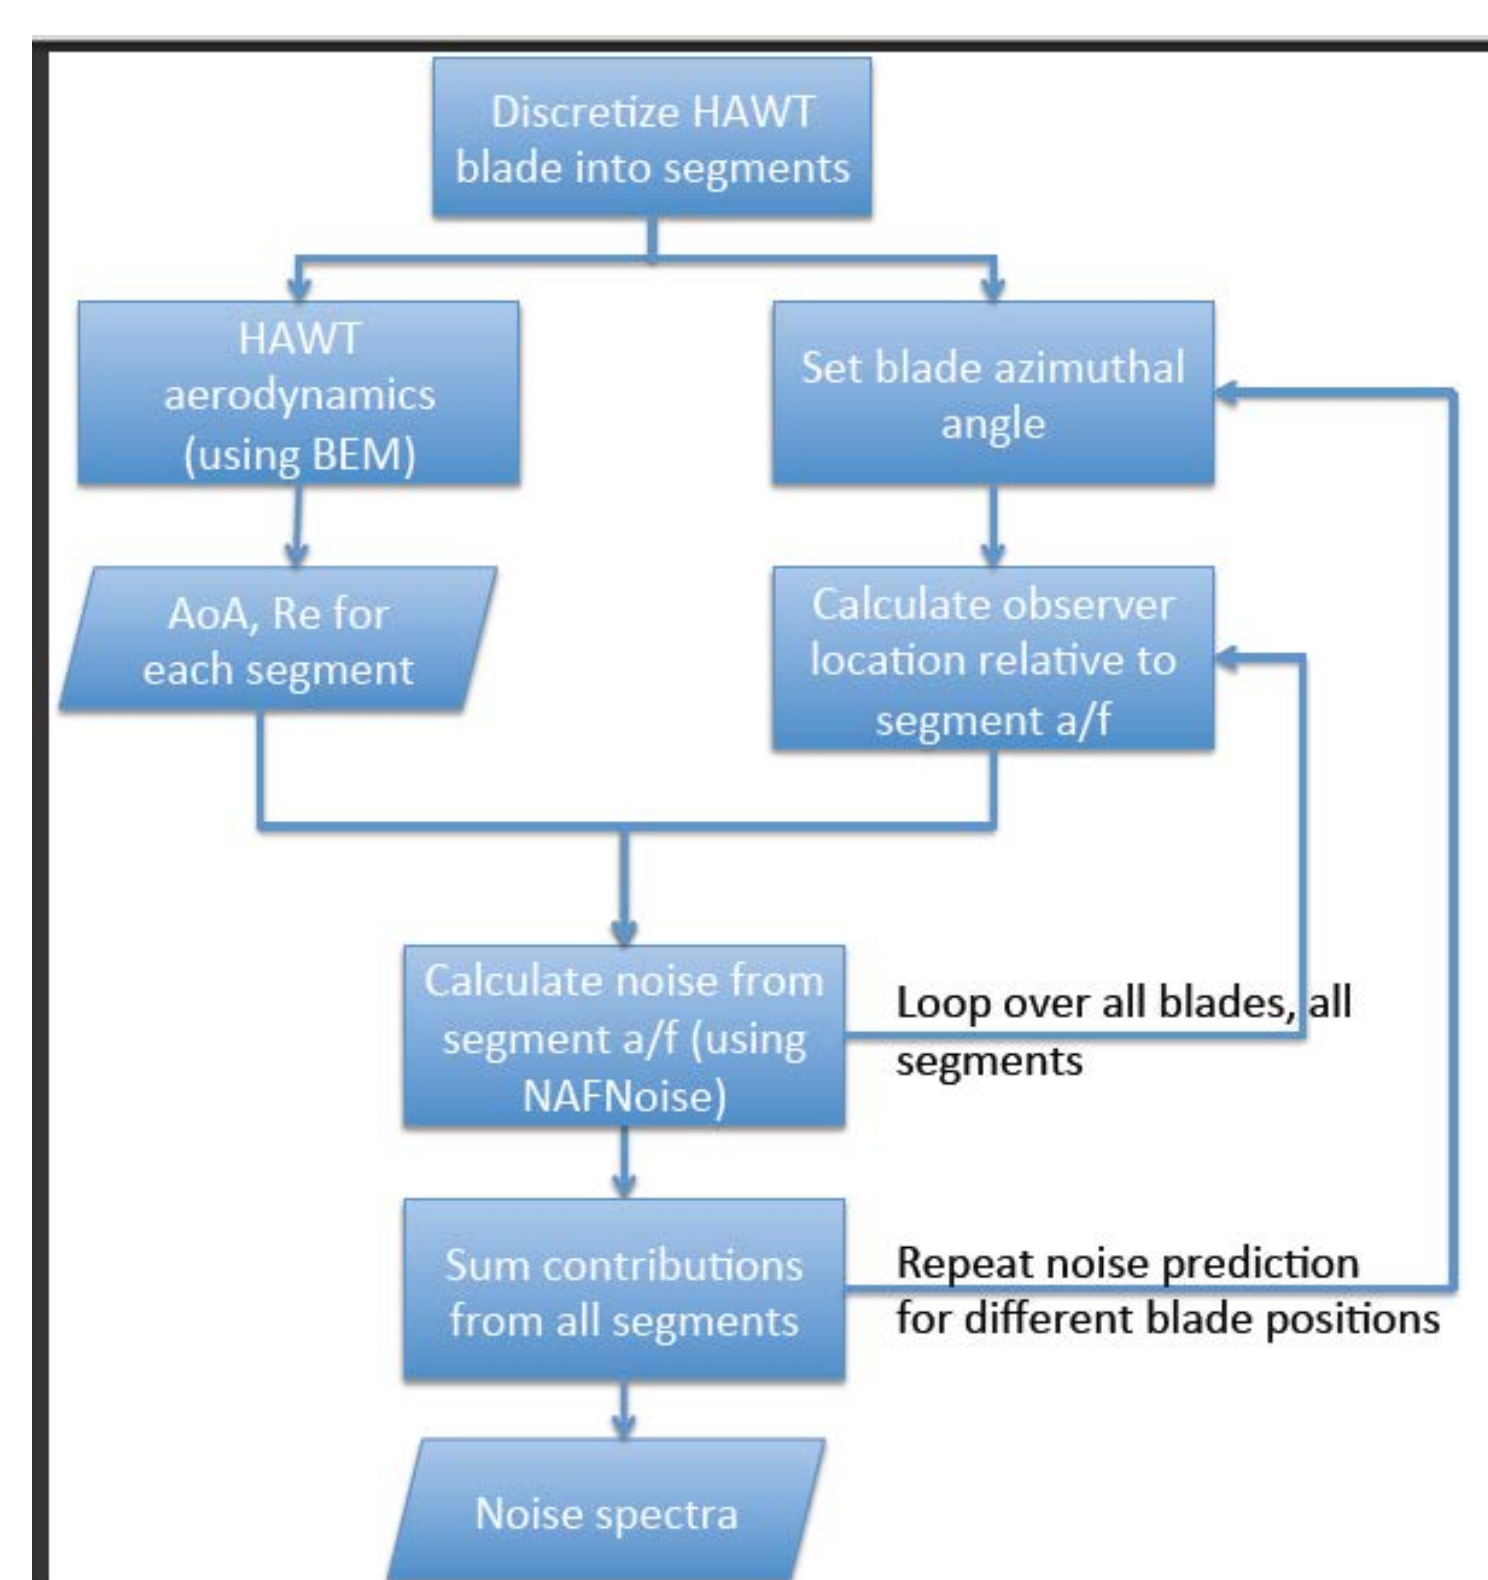 Discretize HAWT
blade into segments
HAWT
aerodynamics
(using BEM)
Set blade azimuthal
angle
AoA, Re for
each segment
Calculate observer
location relative to
segment a/f
Calculate noise from
segment a/f (using
NAFNoise)
Loop over all blades, all
segments
Sum contributions
from all segments
Repeat noise prediction
for different blade positions
Noise spectra